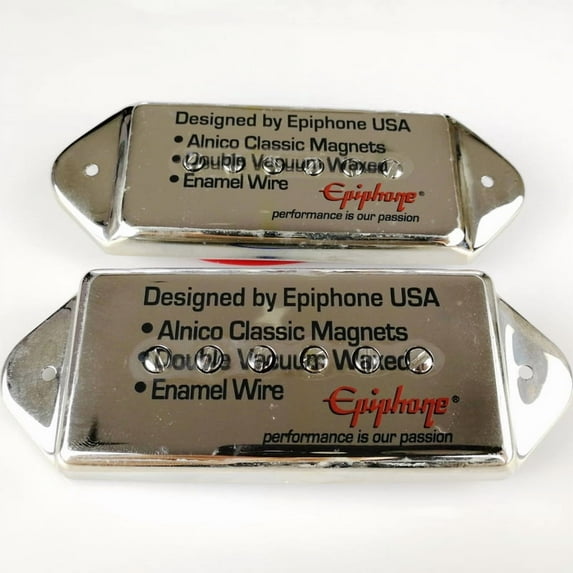 Designed by Epiphone USA
• Alnico Classic Magnets
• Double Vacuum Waxed
• Enamel Wire
Epiphone®
performance is our passion
Designed by Epiphone USA
• Alnico Classic Magnets
• Double Vacuum Waxed
• Enamel Wire
Epiphone®
performance is our passion